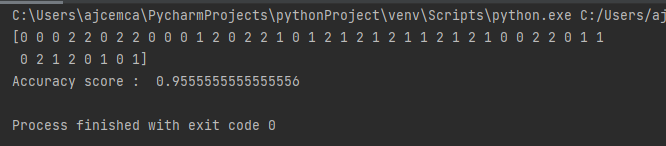 C:\Users\ajcemca\PycharmProjects\pythonProject\venv\Scripts\python.exe C:/Users/aj
[0 0 0 2 2 0 2 2 0 0 0 1 2 0 2 2 1 0 1 2 1 2 1 2 1 1 2 1 2 1 0 0 2 2 0 1 1
0 2 1 2 0 1 0 1]
Accuracy score :  0.9555555555555556
Process finished with exit code 0